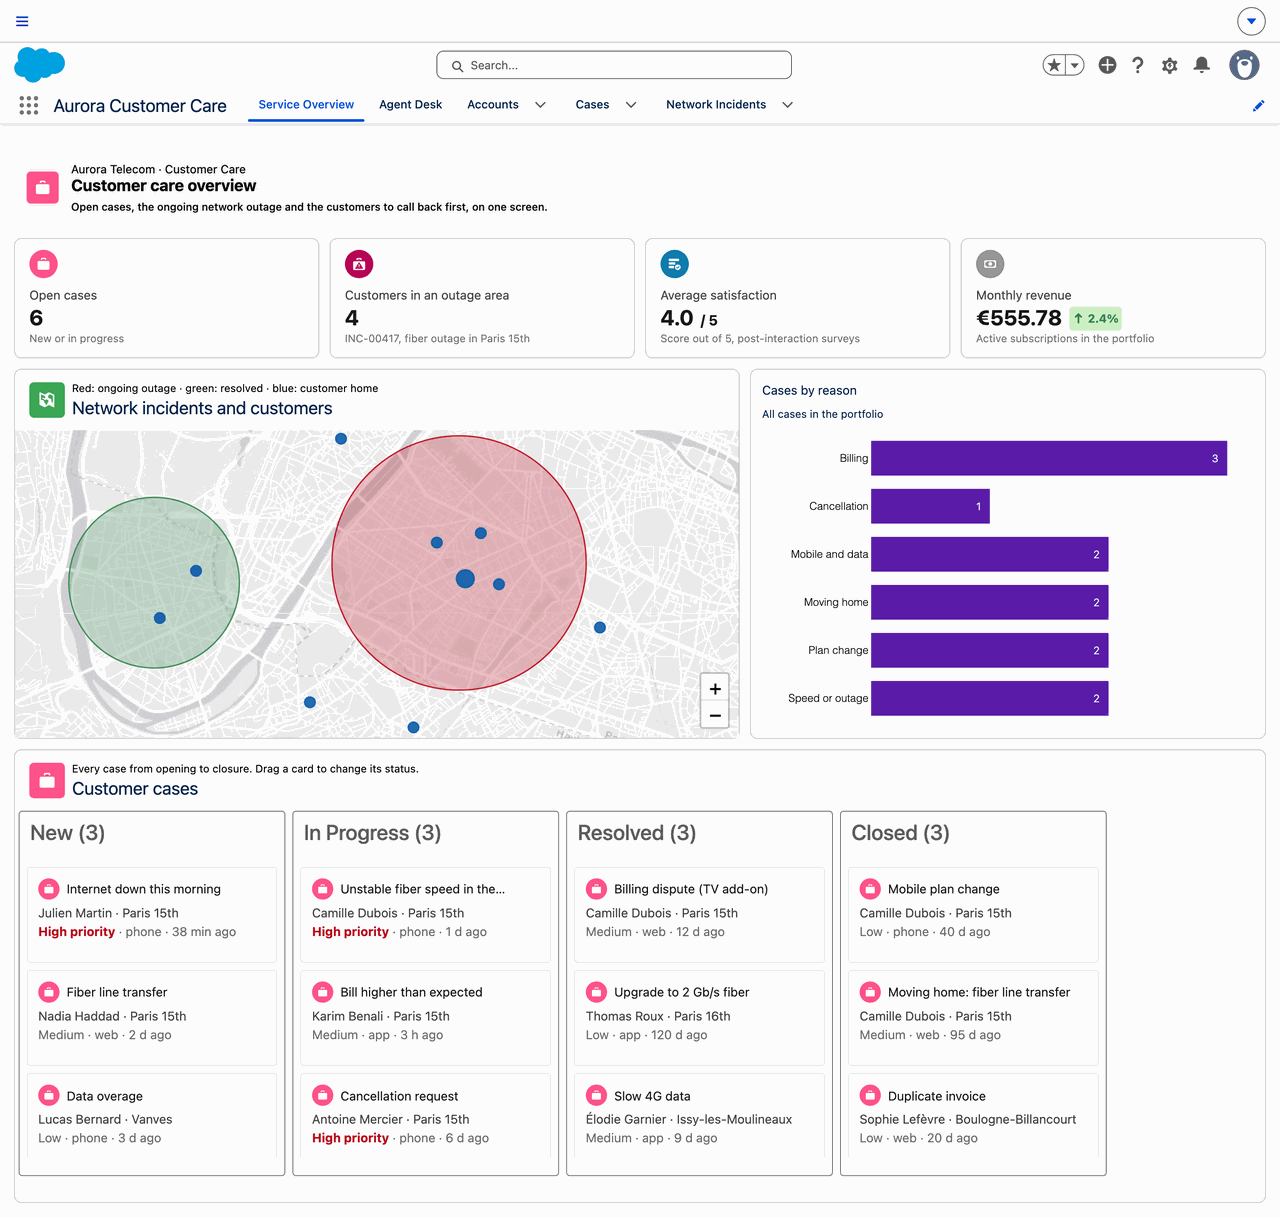 Search...
Aurora Customer Care
Service Overview
Agent Desk
Accounts
Cases
Network Incidents
Aurora Telecom · Customer Care
Customer care overview
Open cases, the ongoing network outage and the customers to call back first, on one screen.
Open cases
6
New or in progress
Customers in an outage area
4
INC-00417, fiber outage in Paris 15th
Average satisfaction
4.0 / 5
Score out of 5, post-interaction surveys
Monthly revenue
€555.78 ↑ 2.4%
Active subscriptions in the portfolio
Red: ongoing outage · green: resolved · blue: customer home
Network incidents and customers
+
−
Cases by reason
All cases in the portfolio
Billing 3
Cancellation 1
Mobile and data 2
Moving home 2
Plan change 2
Speed or outage 2
Every case from opening to closure. Drag a card to change its status.
Customer cases
New (3)
Internet down this morning
Julien Martin · Paris 15th
High priority · phone · 38 min ago
Fiber line transfer
Nadia Haddad · Paris 15th
Medium · web · 2 d ago
Data overage
Lucas Bernard · Vanves
Low · phone · 3 d ago
In Progress (3)
Unstable fiber speed in the...
Camille Dubois · Paris 15th
High priority · phone · 1 d ago
Bill higher than expected
Karim Benali · Paris 15th
Medium · app · 3 h ago
Cancellation request
Antoine Mercier · Paris 15th
High priority · phone · 6 d ago
Resolved (3)
Billing dispute (TV add-on)
Camille Dubois · Paris 15th
Medium · web · 12 d ago
Upgrade to 2 Gb/s fiber
Thomas Roux · Paris 16th
Low · app · 120 d ago
Slow 4G data
Élodie Garnier · Issy-les-Moulineaux
Medium · app · 9 d ago
Closed (3)
Mobile plan change
Camille Dubois · Paris 15th
Low · phone · 40 d ago
Moving home: fiber line transfer
Camille Dubois · Paris 15th
Medium · web · 95 d ago
Duplicate invoice
Sophie Lefèvre · Boulogne-Billancourt
Low · web · 20 d ago